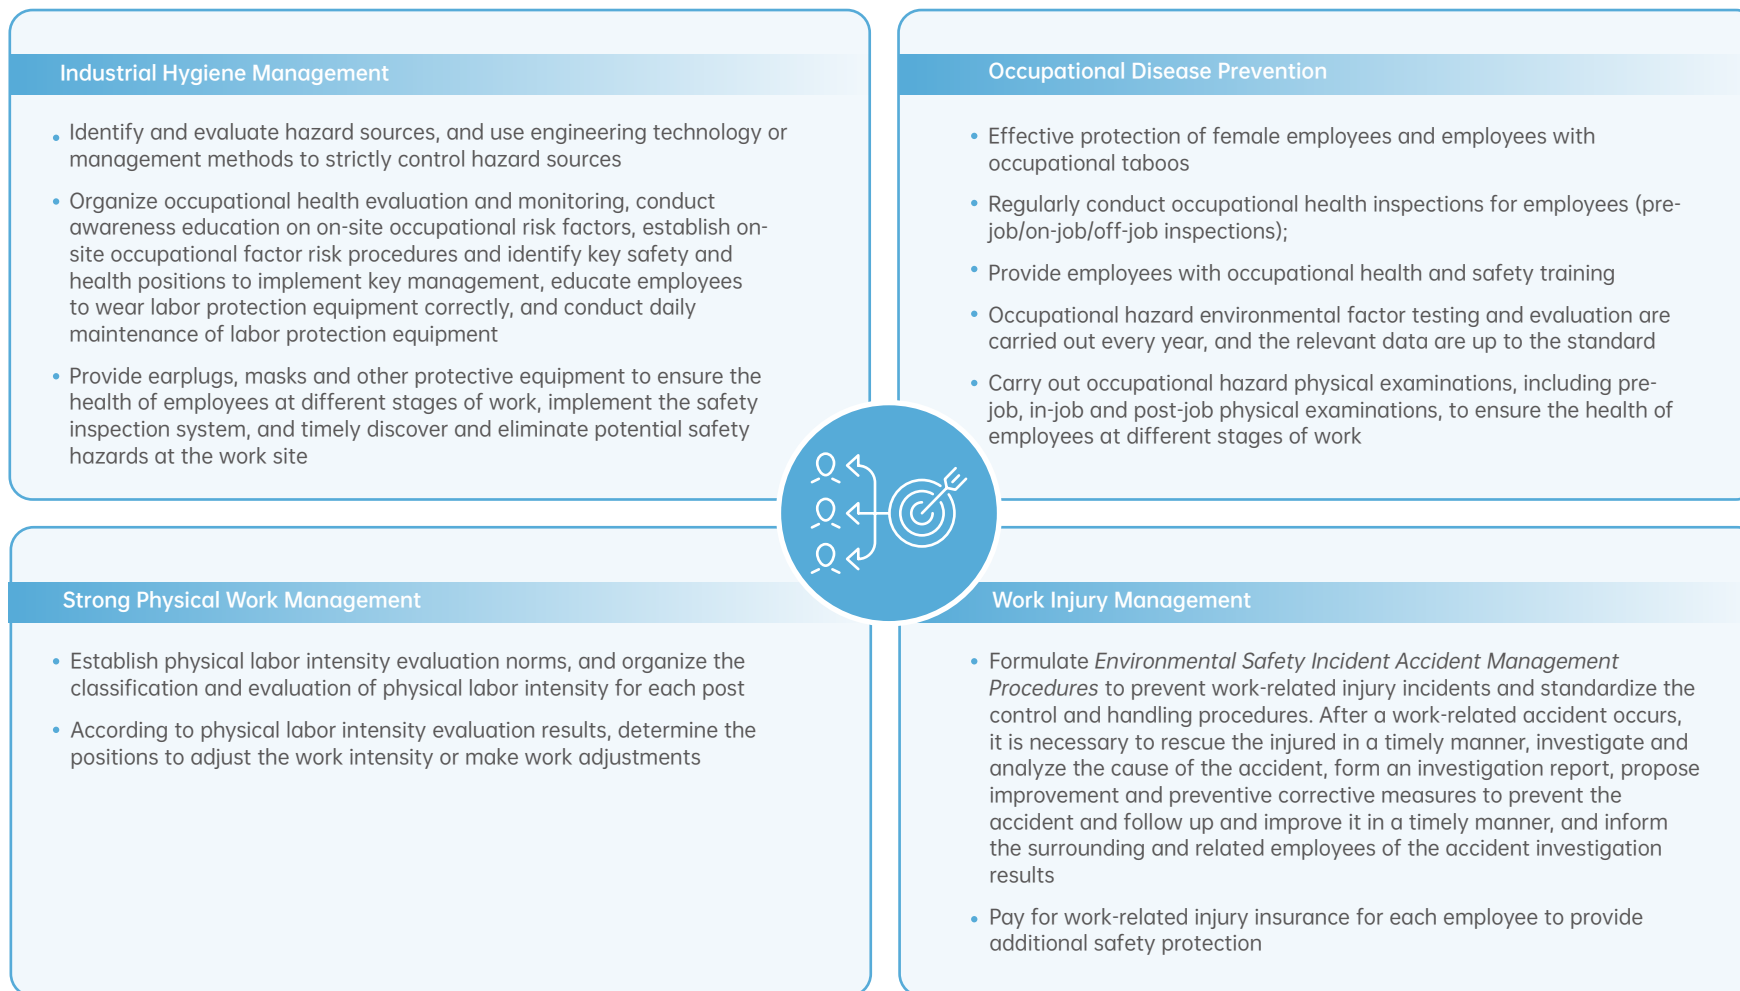 Industrial Hygiene Management
Identify and evaluate hazard sources, and use engineering technology or
management methods to strictly control hazard sources
Organize occupational health evaluation and monitoring, conduct
awareness education on on-site occupational risk factors, establish on-
site occupational factor risk procedures and identify key safety and
health positions to implement key management, educate employees
to wear labor protection equipment correctly, and conduct daily
maintenance of labor protection equipment
Provide earplugs, masks and other protective equipment to ensure the
health of employees at different stages of work, implement the safety
inspection system, and timely discover and eliminate potential safety
hazards at the work site
Occupational Disease Prevention
Effective protection of female employees and employees with
occupational taboos
Regularly conduct occupational health inspections for employees (pre-
job/on-job/off-job inspections);
Provide employees with occupational health and safety training
Occupational hazard environmental factor testing and evaluation are
carried out every year, and the relevant data are up to the standard
Carry out occupational hazard physical examinations, including pre-
job, in-job and post-job physical examinations, to ensure the health of
employees at different stages of work
Strong Physical Work Management
Establish physical labor intensity evaluation norms, and organize the
classification and evaluation of physical labor intensity for each post
According to physical labor intensity evaluation results, determine the
positions to adjust the work intensity or make work adjustments
Work Injury Management
Formulate Environmental Safety Incident Accident Management
Procedures to prevent work-related injury incidents and standardize the
control and handling procedures. After a work-related accident occurs,
it is necessary to rescue the injured in a timely manner, investigate and
analyze the cause of the accident, form an investigation report, propose
improvement and preventive corrective measures to prevent the
accident and follow up and improve it in a timely manner, and inform
the surrounding and related employees of the accident investigation
results
Pay for work-related injury insurance for each employee to provide
additional safety protection